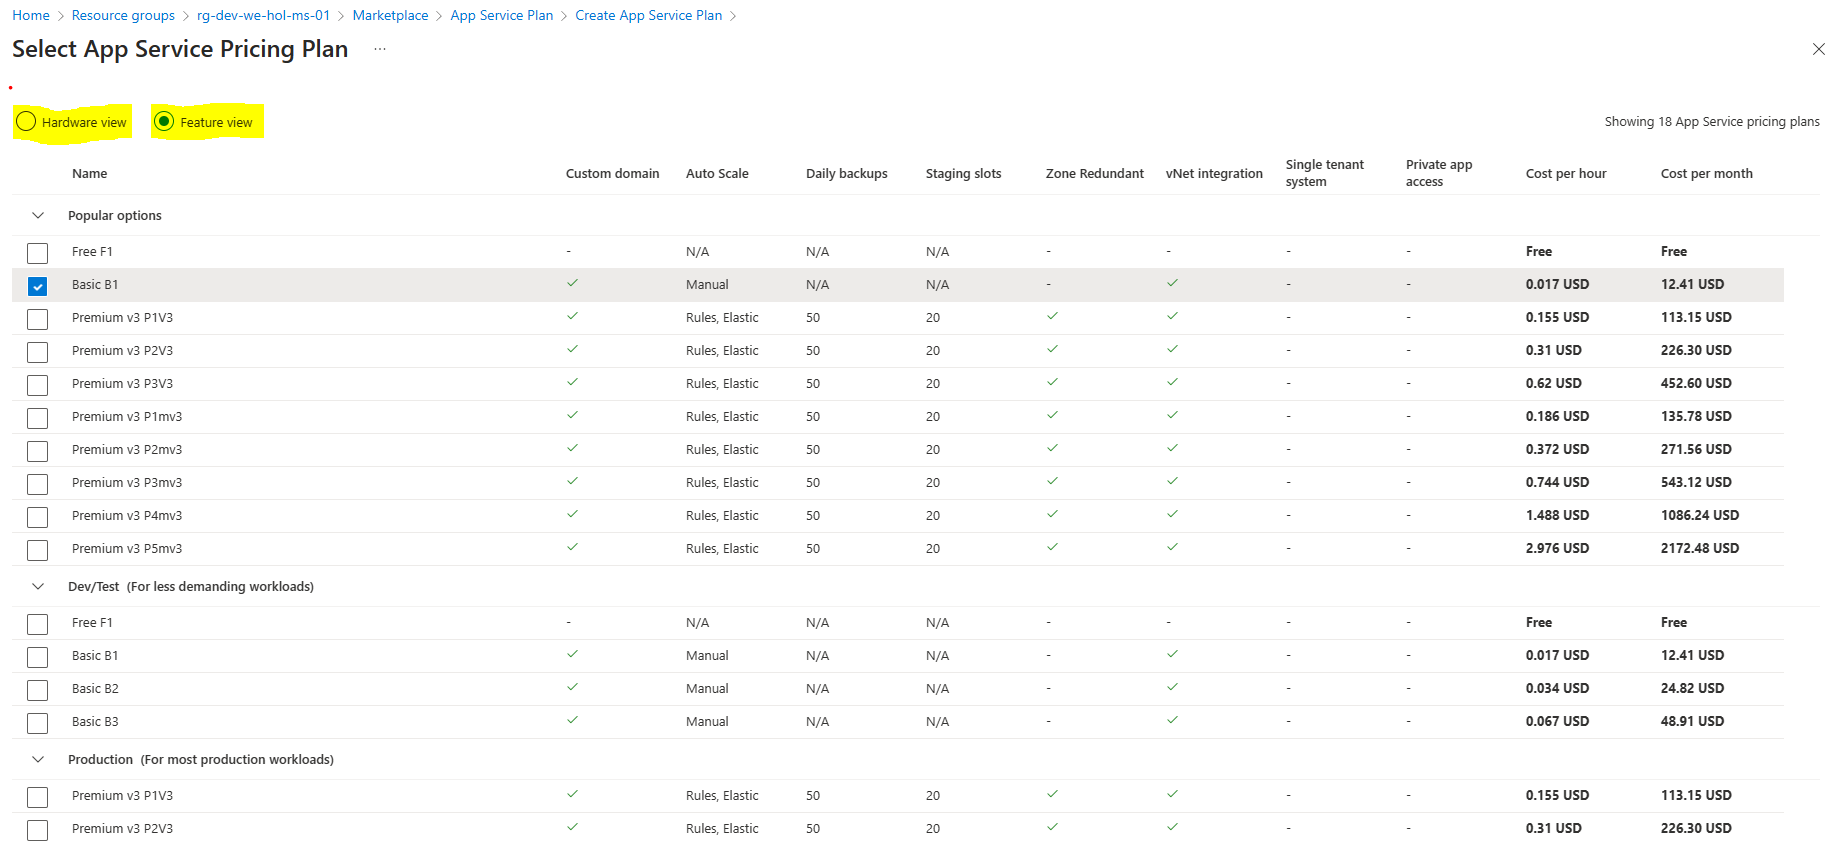 Home > Resource groups > rg-dev-we-hol-ms-01 > Marketplace > App Service Plan > Create App Service Plan >
Select App Service Pricing Plan ...
Hardware view Feature view Showing 18 App Service pricing plans
Name Custom domain Auto Scale Daily backups Staging slots Zone Redundant vNet integration Single tenant system Private app access Cost per hour Cost per month
Popular options
Free F1 - N/A N/A N/A - - - - Free Free
Basic B1 ✓ Manual N/A N/A - ✓ - - 0.017 USD 12.41 USD
Premium v3 P1V3 ✓ Rules, Elastic 50 20 ✓ ✓ - - 0.155 USD 113.15 USD
Premium v3 P2V3 ✓ Rules, Elastic 50 20 ✓ ✓ - - 0.31 USD 226.30 USD
Premium v3 P3V3 ✓ Rules, Elastic 50 20 ✓ ✓ - - 0.62 USD 452.60 USD
Premium v3 P1mv3 ✓ Rules, Elastic 50 20 ✓ ✓ - - 0.186 USD 135.78 USD
Premium v3 P2mv3 ✓ Rules, Elastic 50 20 ✓ ✓ - - 0.372 USD 271.56 USD
Premium v3 P3mv3 ✓ Rules, Elastic 50 20 ✓ ✓ - - 0.744 USD 543.12 USD
Premium v3 P4mv3 ✓ Rules, Elastic 50 20 ✓ ✓ - - 1.488 USD 1086.24 USD
Premium v3 P5mv3 ✓ Rules, Elastic 50 20 ✓ ✓ - - 2.976 USD 2172.48 USD
Dev/Test (For less demanding workloads)
Free F1 - N/A N/A N/A - - - - Free Free
Basic B1 ✓ Manual N/A N/A - ✓ - - 0.017 USD 12.41 USD
Basic B2 ✓ Manual N/A N/A - ✓ - - 0.034 USD 24.82 USD
Basic B3 ✓ Manual N/A N/A - ✓ - - 0.067 USD 48.91 USD
Production (For most production workloads)
Premium v3 P1V3 ✓ Rules, Elastic 50 20 ✓ ✓ - - 0.155 USD 113.15 USD
Premium v3 P2V3 ✓ Rules, Elastic 50 20 ✓ ✓ - - 0.31 USD 226.30 USD